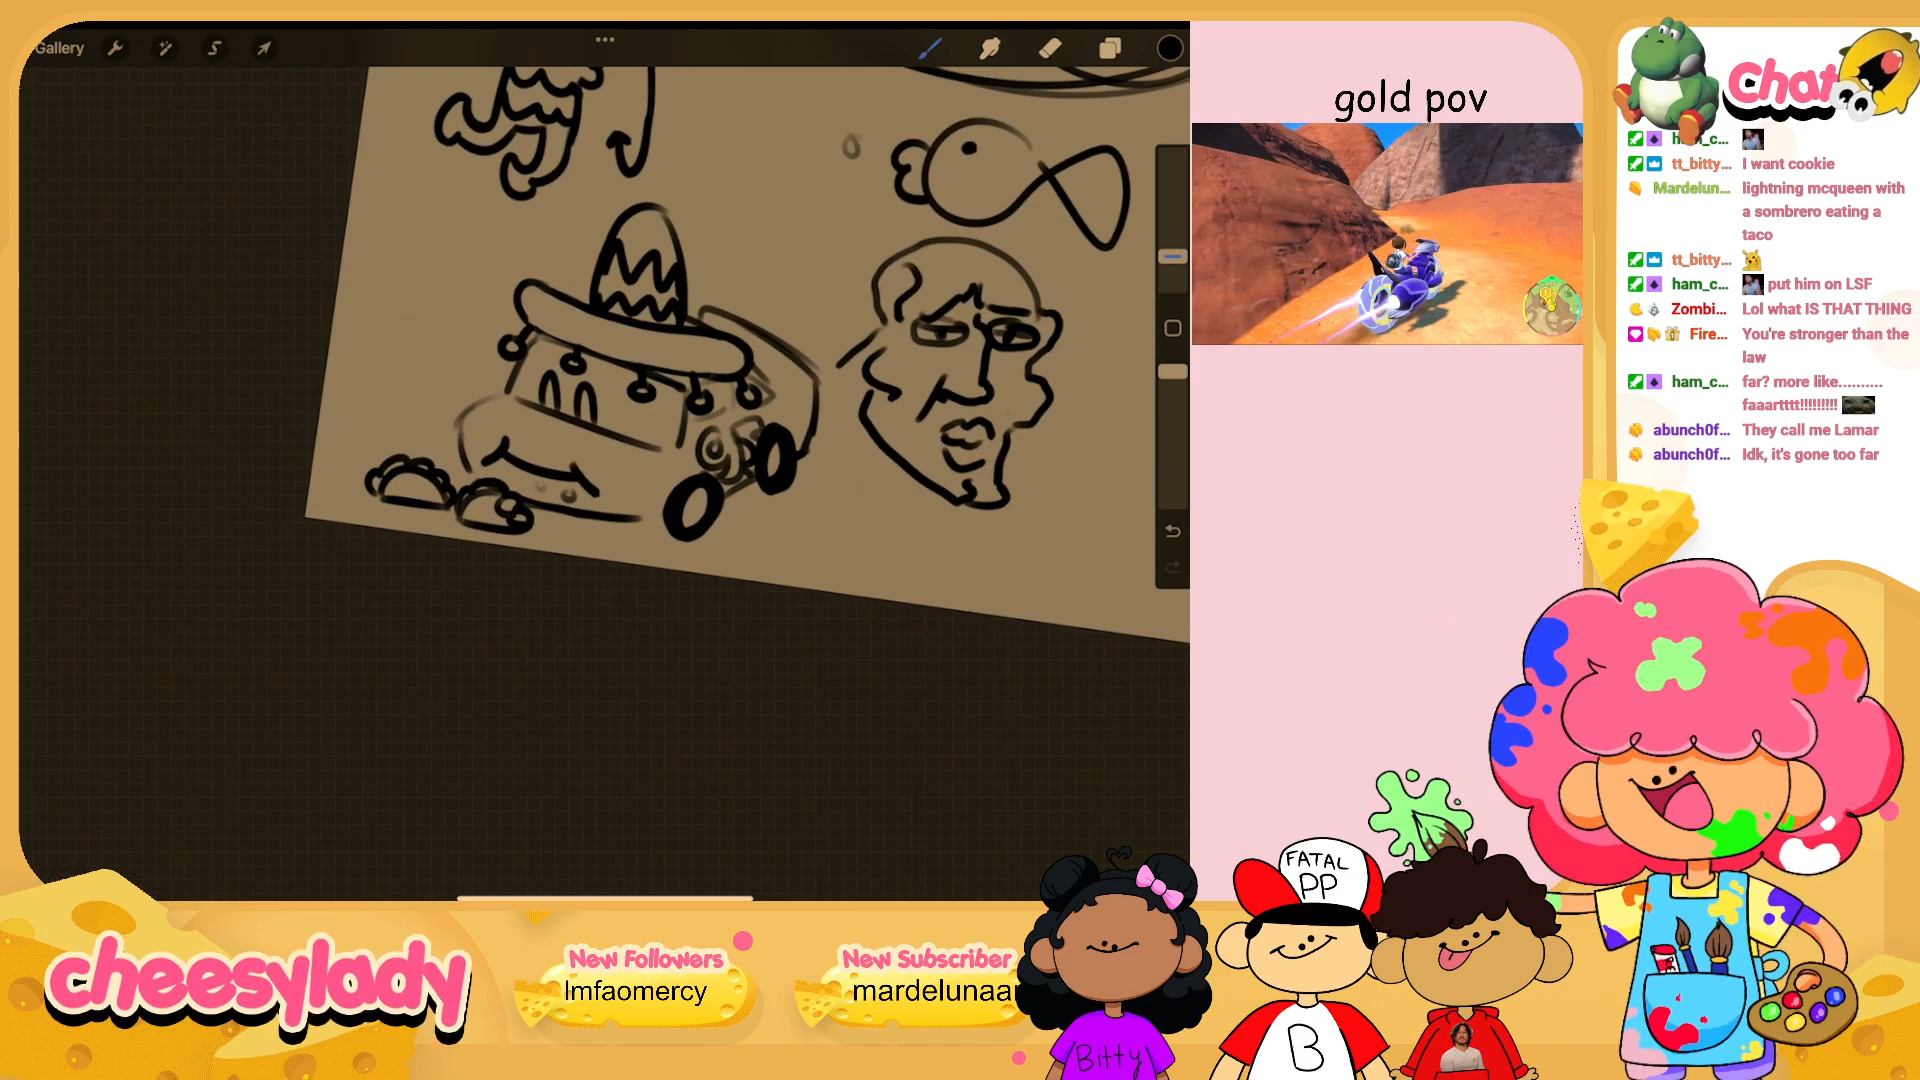 Gallery
gold pov
Chat
ham_c...
tt_bitty... I want cookie
Mardelun... lightning mcqueen with
a sombrero eating a
taco
tt_bitty...
ham_c... put him on LSF
Zombi... Lol what IS THAT THING
Fire... You're stronger than the
law
ham_c... far? more like..........
faaartttt!!!!!!!!!
abunch0f... They call me Lamar
abunch0f... Idk, it's gone too far
FATAL
PP
cheesylady
New Followers
lmfaomercy
New Subscriber
mardelunaar
Bitty
B